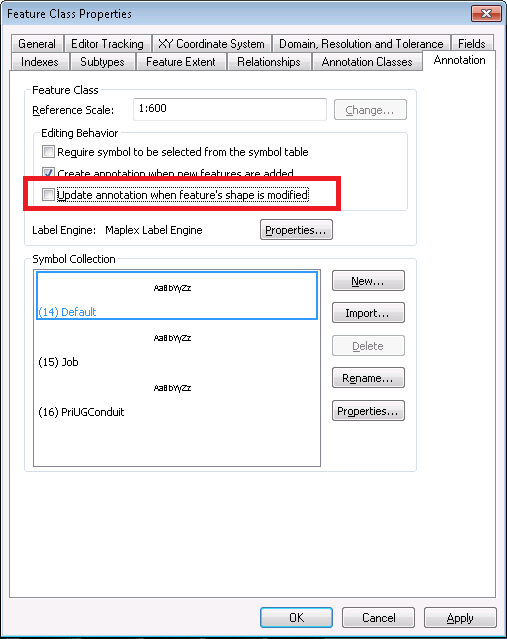 Feature Class Properties
General Editor Tracking XY Coordinate System Domain, Resolution and Tolerance Fields
Indexes Subtypes Feature Extent Relationships Annotation Classes Annotation
Feature Class
Reference Scale: 1:600 Change...
Editing Behavior
Require symbol to be selected from the symbol table
Create annotation when new features are added
Update annotation when feature's shape is modified
Label Engine: Maplex Label Engine Properties...
Symbol Collection
AaBbYyZz
(14) Default
AaBbYyZz
(15) Job
AaBbYyZz
(16) PriUGConduit
New...
Import...
Delete
Rename...
Properties...
OK Cancel Apply